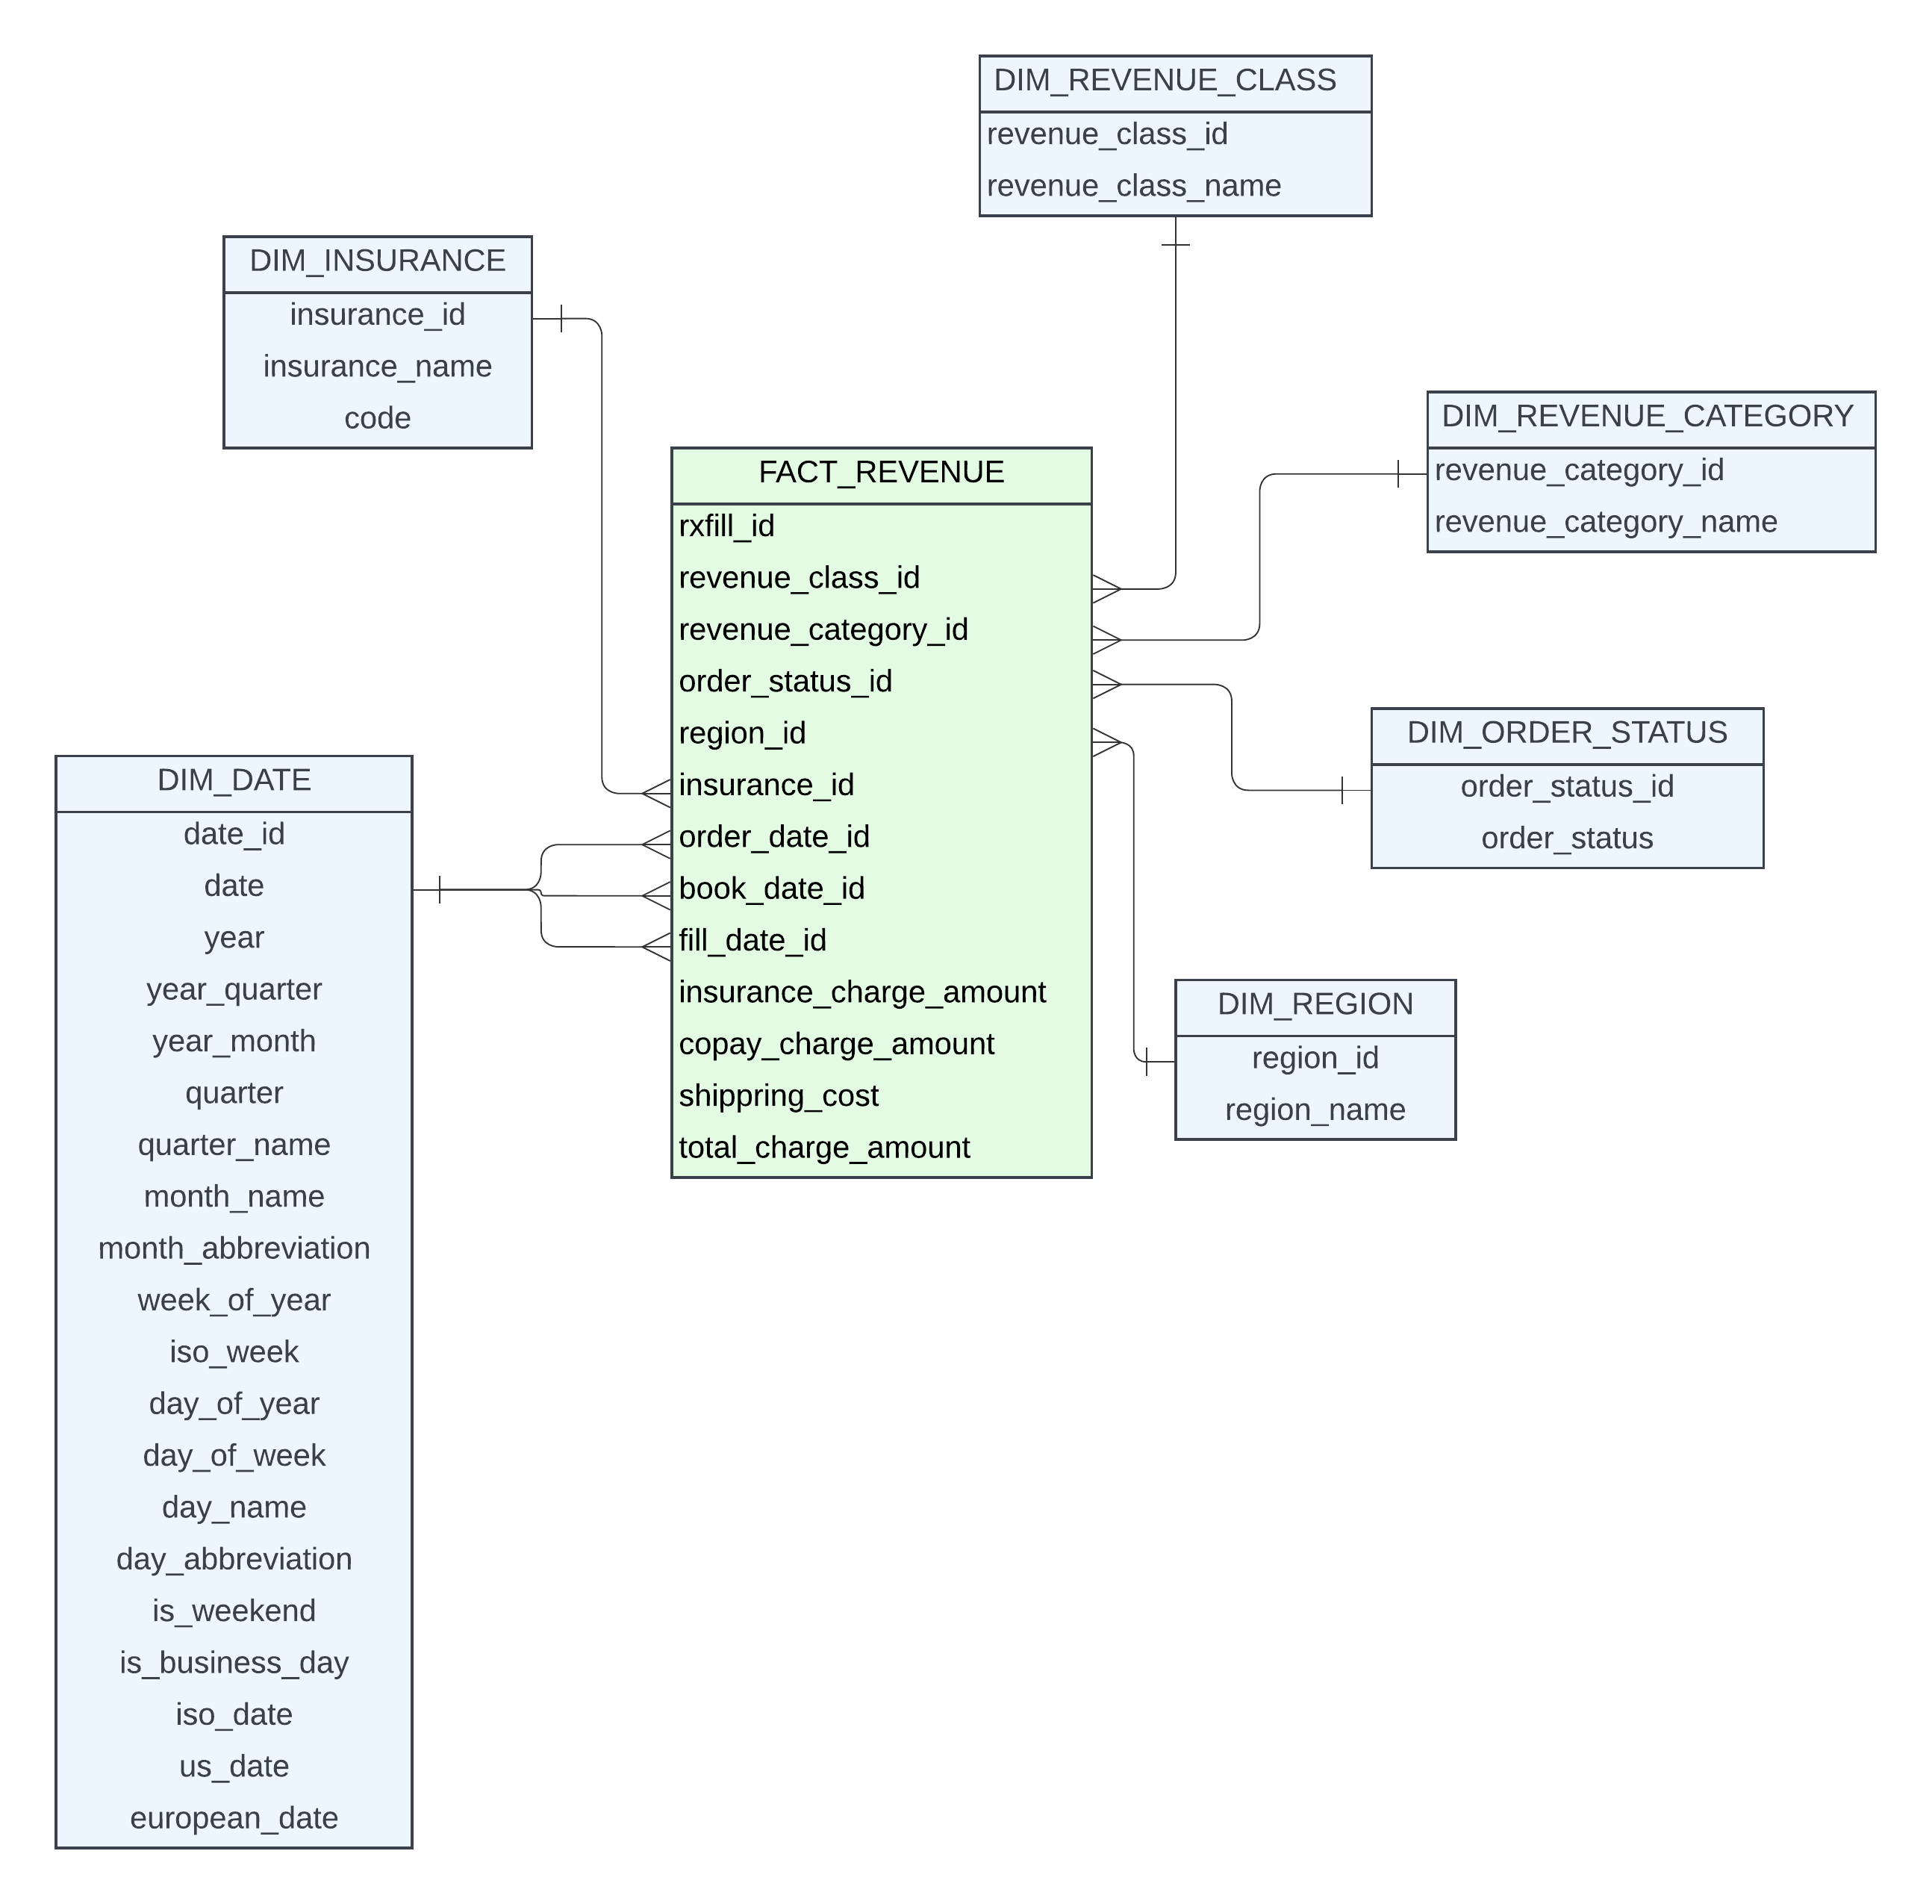 DIM_REVENUE_CLASS
revenue_class_id
revenue_class_name
DIM_INSURANCE
insurance_id
insurance_name
code
DIM_REVENUE_CATEGORY
revenue_category_id
revenue_category_name
FACT_REVENUE
rxfill_id
revenue_class_id
revenue_category_id
order_status_id
region_id
insurance_id
order_date_id
book_date_id
fill_date_id
insurance_charge_amount
copay_charge_amount
shippring_cost
total_charge_amount
DIM_ORDER_STATUS
order_status_id
order_status
DIM_DATE
date_id
date
year
year_quarter
year_month
quarter
quarter_name
month_name
month_abbreviation
week_of_year
iso_week
day_of_year
day_of_week
day_name
day_abbreviation
is_weekend
is_business_day
iso_date
us_date
european_date
DIM_REGION
region_id
region_name